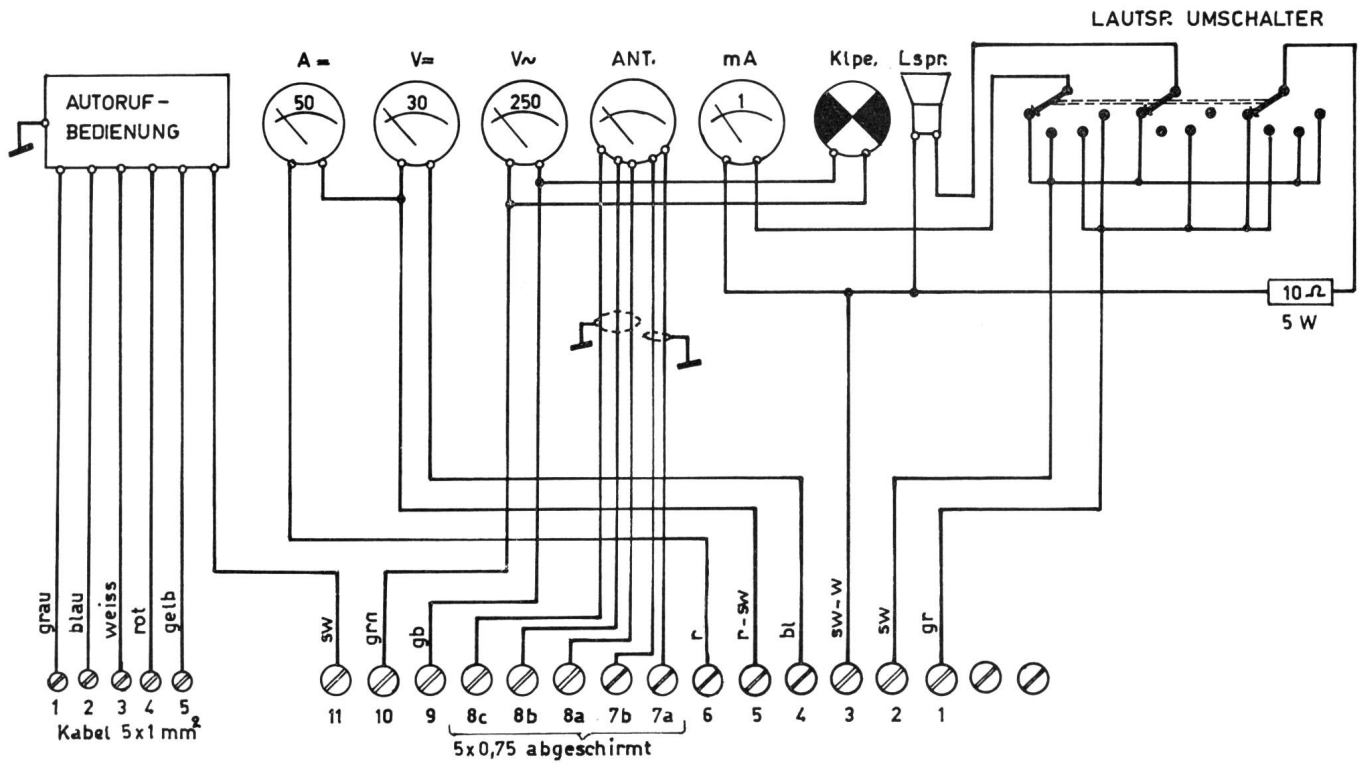 LAUTSP. UMSCHALTER
A= V= V~ ANT. mA Klpe. Lspr.
AUTORUF-
BEDIENUNG
50 30 250 1
10 Ω
5 W
grau blau weiss rot gelb sw grn gb r r-sw bl sw-w sw gr
1 2 3 4 5 11 10 9 8c 8b 8a 7b 7a 6 5 4 3 2 1
Kabel 5x1 mm²
5x0,75 abgeschirmt